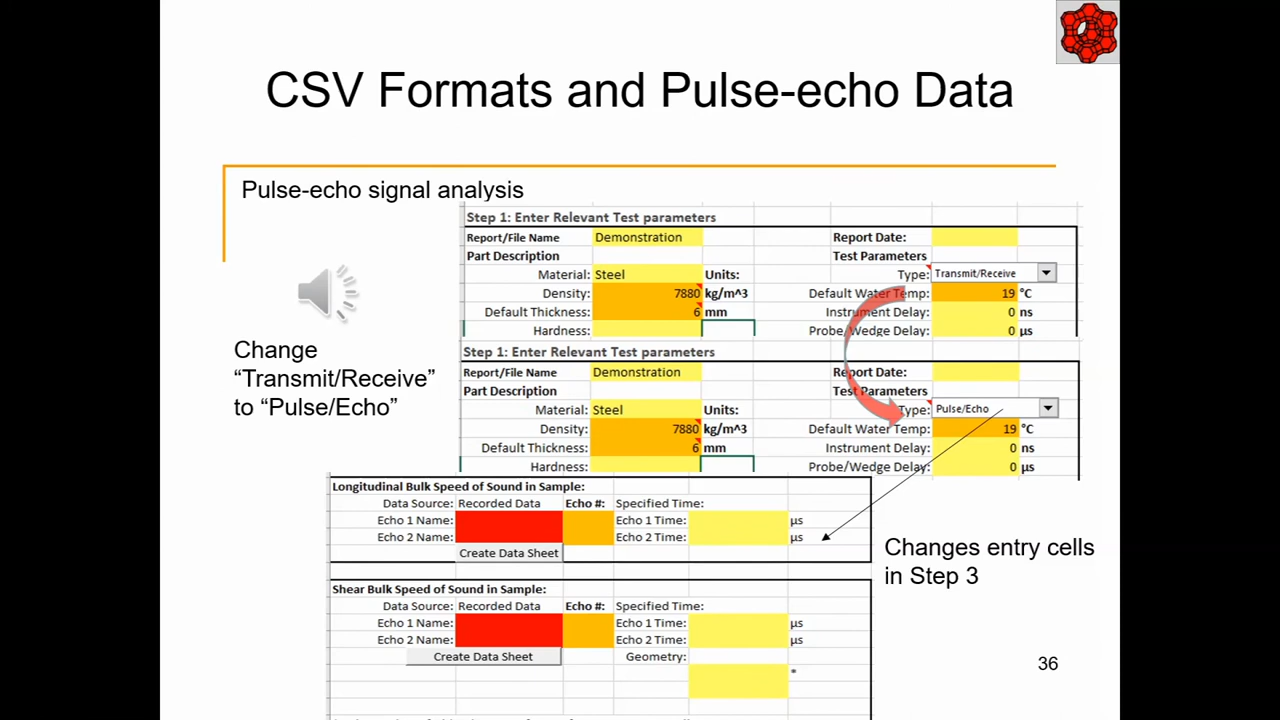 CSV Formats and Pulse-echo Data
Pulse-echo signal analysis
Step 1: Enter Relevant Test parameters
Report/File Name Demonstration Report Date:
Part Description Test Parameters
Material: Steel Units: Type: Transmit/Receive
Density: 7880 kg/m^3 Default Water Temp: 19 °C
Default Thickness: 6 mm Instrument Delay: 0 ns
Hardness: Probe/Wedge Delay: 0 µs
Change
“Transmit/Receive”
to “Pulse/Echo”
Step 1: Enter Relevant Test parameters
Report/File Name Demonstration Report Date:
Part Description Test Parameters
Material: Steel Units: Type: Pulse/Echo
Density: 7880 kg/m^3 Default Water Temp: 19 °C
Default Thickness: 6 mm Instrument Delay: 0 ns
Hardness: Probe/Wedge Delay: 0 µs
Longitudinal Bulk Speed of Sound in Sample:
Data Source: Recorded Data Echo #: Specified Time:
Echo 1 Name: Echo 1 Time: µs
Echo 2 Name: Echo 2 Time: µs
Create Data Sheet
Changes entry cells
in Step 3
Shear Bulk Speed of Sound in Sample:
Data Source: Recorded Data Echo #: Specified Time:
Echo 1 Name: Echo 1 Time: µs
Echo 2 Name: Echo 2 Time: µs
Create Data Sheet Geometry:
°
36